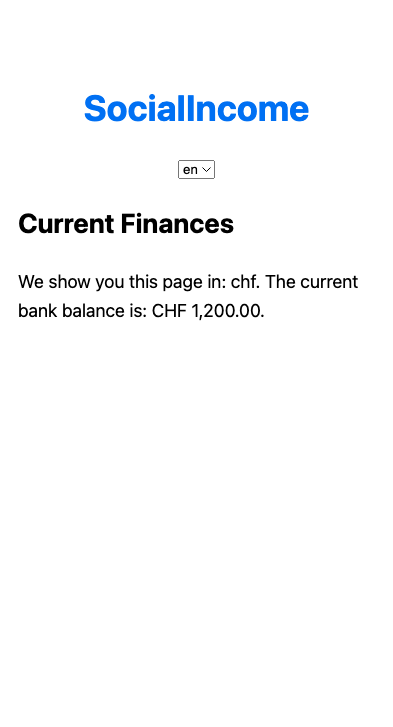 SocialIncome
en
Current Finances
We show you this page in: chf. The current
bank balance is: CHF 1,200.00.